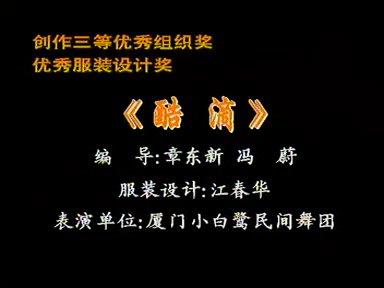 创作三等优秀组织奖
优秀服装设计奖
《酷 滴》
编 导:章东新 冯 蔚
服装设计:江春华
表演单位:厦门小白鹭民间舞团